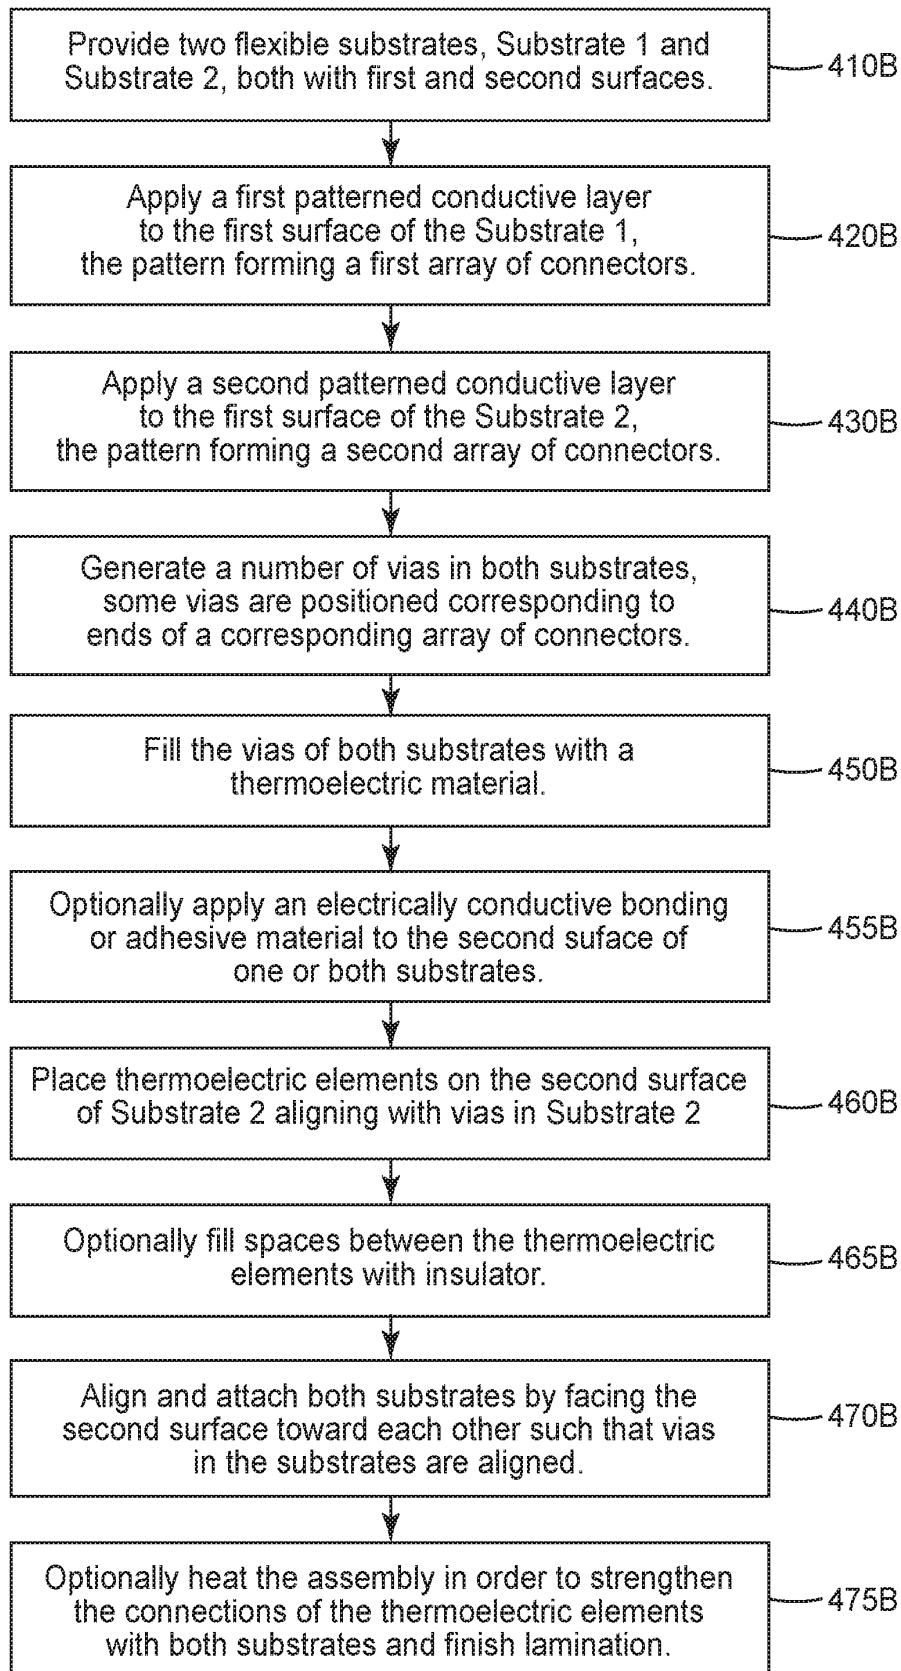 Provide two flexible substrates, Substrate 1 and
Substrate 2, both with first and second surfaces.
410B
Apply a first patterned conductive layer
to the first surface of the Substrate 1,
the pattern forming a first array of connectors.
420B
Apply a second patterned conductive layer
to the first surface of the Substrate 2,
the pattern forming a second array of connectors.
430B
Generate a number of vias in both substrates,
some vias are positioned corresponding to
ends of a corresponding array of connectors.
440B
Fill the vias of both substrates with a
thermoelectric material.
450B
Optionally apply an electrically conductive bonding
or adhesive material to the second suface of
one or both substrates.
455B
Place thermoelectric elements on the second surface
of Substrate 2 aligning with vias in Substrate 2
460B
Optionally fill spaces between the thermoelectric
elements with insulator.
465B
Align and attach both substrates by facing the
second surface toward each other such that vias
in the substrates are aligned.
470B
Optionally heat the assembly in order to strengthen
the connections of the thermoelectric elements
with both substrates and finish lamination.
475B